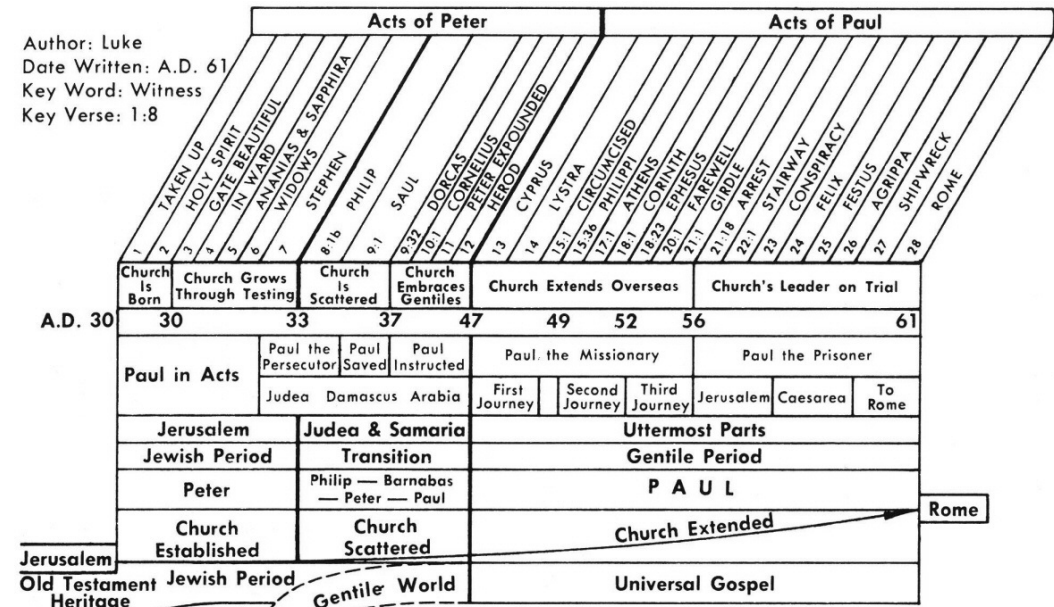 Acts of Peter
Acts of Paul
Author: Luke
Date Written: A.D. 61
Key Word: Witness
Key Verse: 1:8
TAKEN UP
HOLY SPIRIT
GATE BEAUTIFUL
IN WARD
ANANIAS & SAPPHIRA
WIDOWS
STEPHEN
PHILIP
SAUL
DORCAS
CORNELIUS
PETER EXPOUNDED
HEROD
CYPRUS
LYSTRA
CIRCUMCISED
PHILIPPI
ATHENS
CORINTH
EPHESUS
FAREWELL
GIRDLE
ARREST
STAIRWAY
CONSPIRACY
FELIX
FESTUS
AGRIPPA
SHIPWRECK
ROME
1 2 3 4 5 6 7 8:1b 9:1 9:32 10:1 11 12 13 14 15:1 15:36 17:1 18:1 18:23 20:1 21:1 21:18 22:1 23 24 25 26 27 28
Church
Is
Born
Church Grows
Through Testing
Church
Is
Scattered
Church
Embraces
Gentiles
Church Extends Overseas
Church's Leader on Trial
A.D. 30 30 33 37 47 49 52 56 61
Paul in Acts
Paul the
Persecutor
Paul
Saved
Paul
Instructed
Paul the Missionary
Paul the Prisoner
Judea Damascus Arabia
First
Journey
Second
Journey
Third
Journey
Jerusalem
Caesarea
To
Rome
Jerusalem
Judea & Samaria
Uttermost Parts
Jewish Period
Transition
Gentile Period
Peter
Philip — Barnabas
— Peter — Paul
PAUL
Church
Established
Church
Scattered
Church Extended
Rome
Jerusalem
Old Testament
Heritage
Jewish Period
Gentile World
Universal Gospel